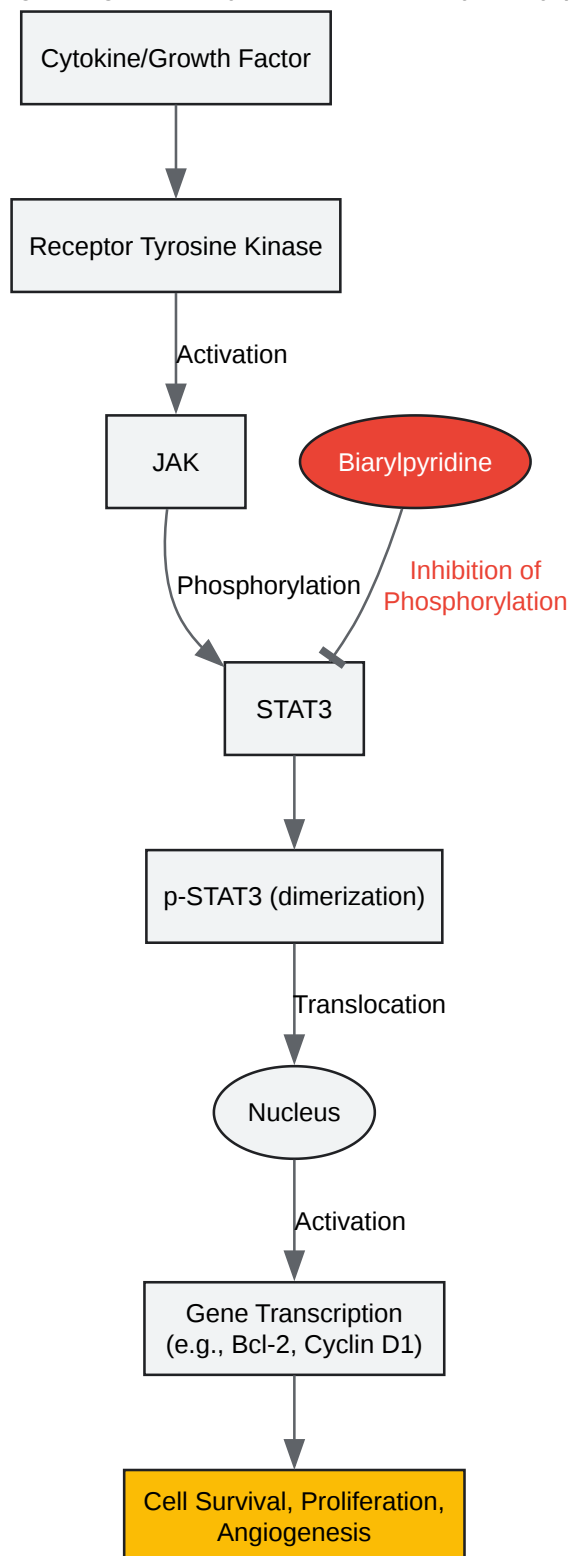 Cytokine/Growth Factor
Receptor Tyrosine Kinase
Activation
JAK
Biarylpyridine
Phosphorylation
Inhibition of
Phosphorylation
STAT3
p-STAT3 (dimerization)
Translocation
Nucleus
Activation
Gene Transcription
(e.g., Bcl-2, Cyclin D1)
Cell Survival, Proliferation,
Angiogenesis